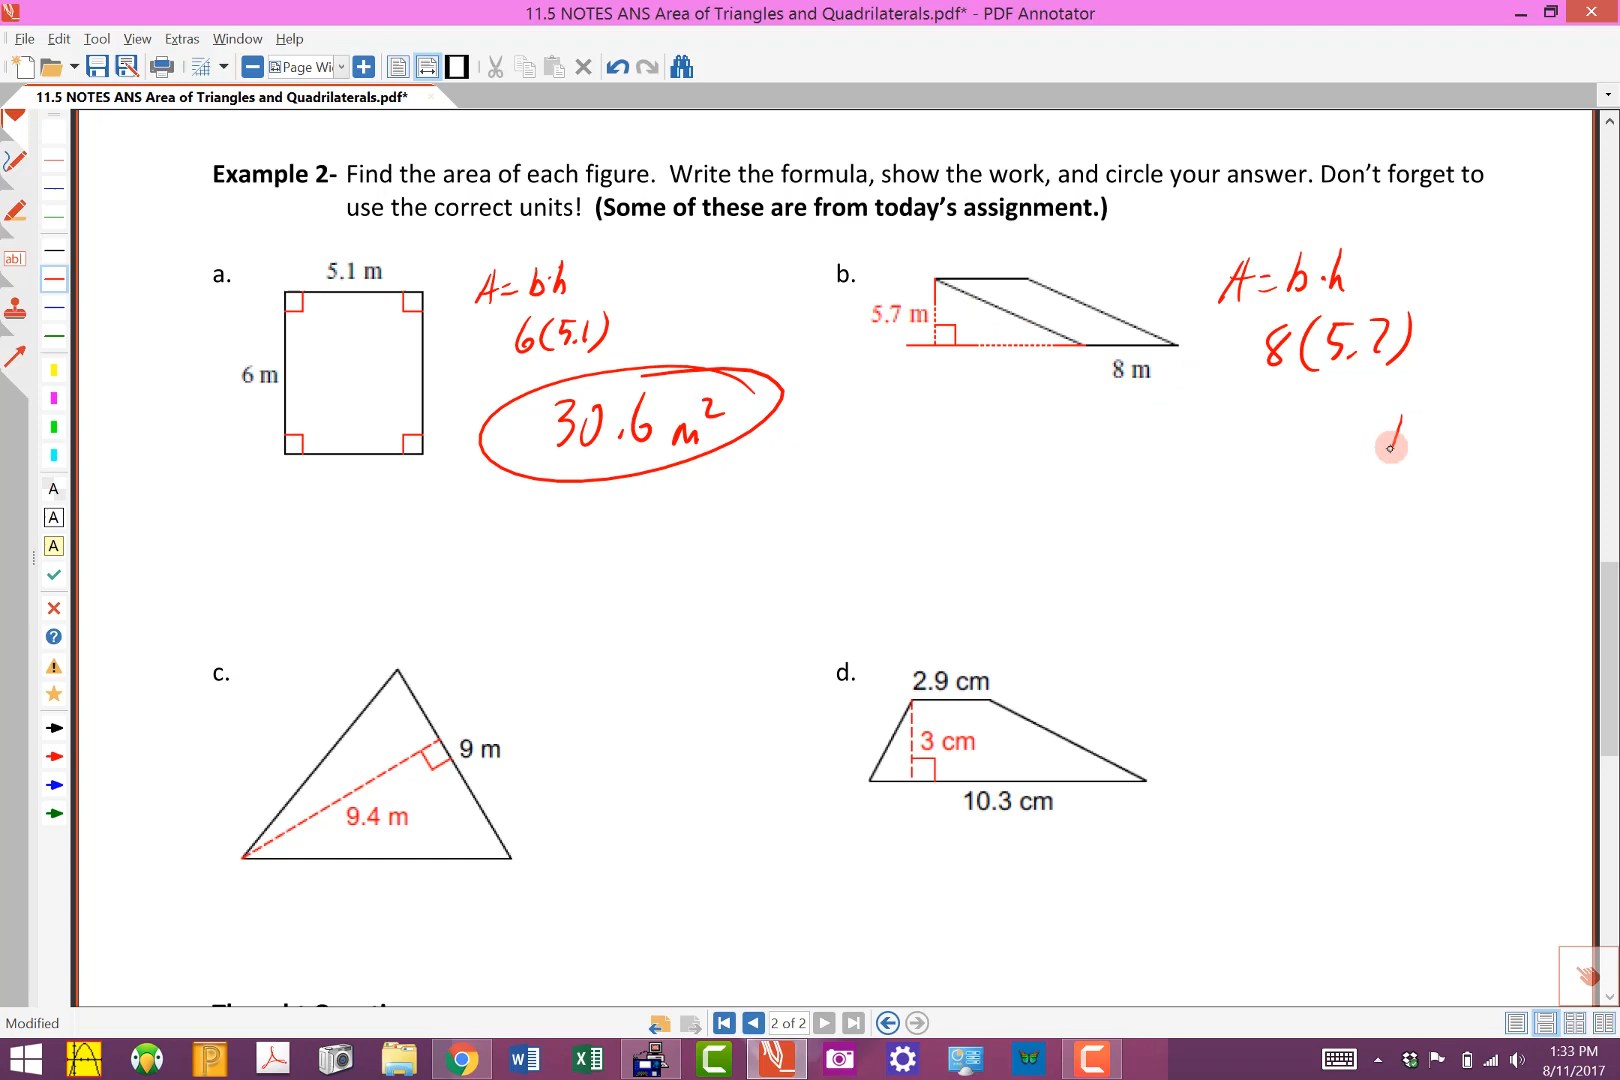 11.5 NOTES ANS Area of Triangles and Quadrilaterals.pdf* - PDF Annotator
File Edit Tool View Extras Window Help
Page Wi
11.5 NOTES ANS Area of Triangles and Quadrilaterals.pdf*
Example 2- Find the area of each figure. Write the formula, show the work, and circle your answer. Don't forget to
use the correct units! (Some of these are from today's assignment.)
a.
5.1 m
6 m
A = b·h
6(5.1)
30.6 m²
b.
5.7 m
8 m
A = b·h
8(5.7)
c.
9 m
9.4 m
d.
2.9 cm
3 cm
10.3 cm
abl
A
A
A
Modified
2 of 2
1:33 PM
8/11/2017